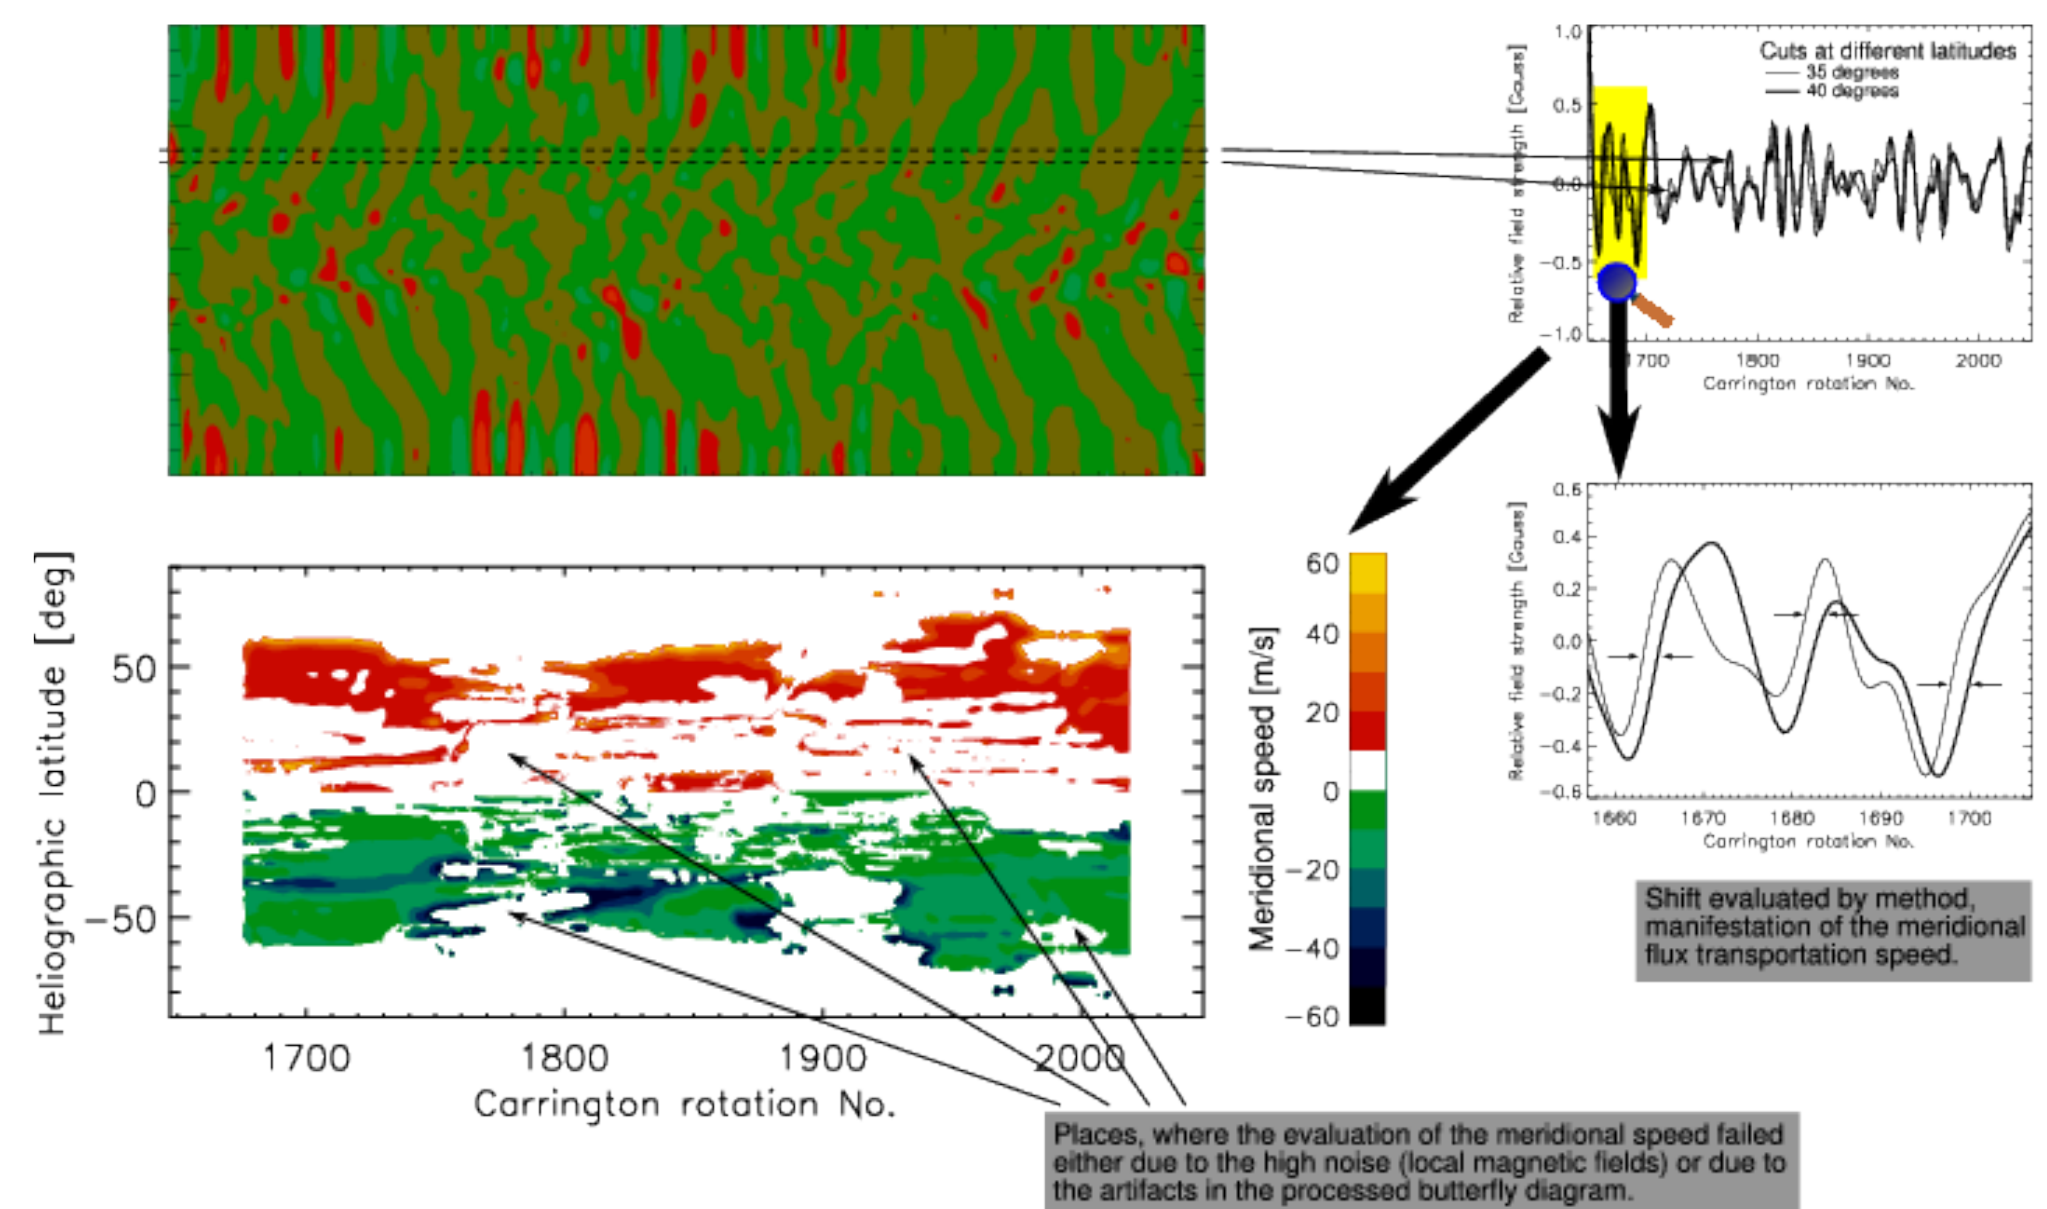 Cuts at different latitudes
35 degrees
40 degrees
Relative field strength [Gauss]
1.0
0.5
0.0
−0.5
−1.0
1700 1800 1900 2000
Carrington rotation No.
Heliographic latitude [deg]
50
0
−50
1700 1800 1900 2000
Carrington rotation No.
Meridional speed [m/s]
60
40
20
0
−20
−40
−60
Relative field strength [Gauss]
0.6
0.4
0.2
0.0
−0.2
−0.4
−0.6
1660 1670 1680 1690 1700
Carrington rotation No.
Shift evaluated by method,
manifestation of the meridional
flux transportation speed.
Places, where the evaluation of the meridional speed failed
either due to the high noise (local magnetic fields) or due to
the artifacts in the processed butterfly diagram.